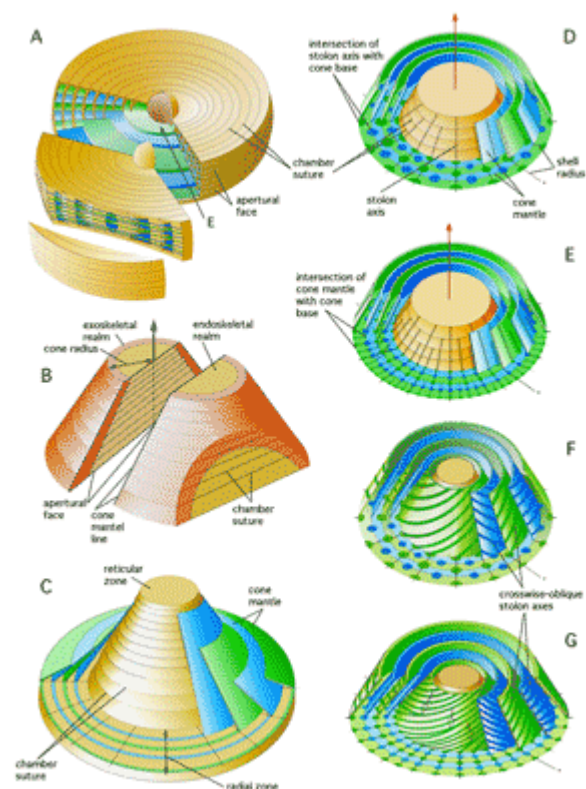 A
D
intersection of
stolon axis with
cone base
chamber
suture
apertural
face
E
stolon
axis
cone
mantle
shell
radius
E
intersection of
cone mantle
with cone
base
exoskeletal
realm
cone radius
endoskeletal
realm
B
apertural
face
cone
mantel
line
chamber
suture
F
C
reticular
zone
cone
mantle
crosswise-oblique
stolon axes
G
chamber
suture
radial zone